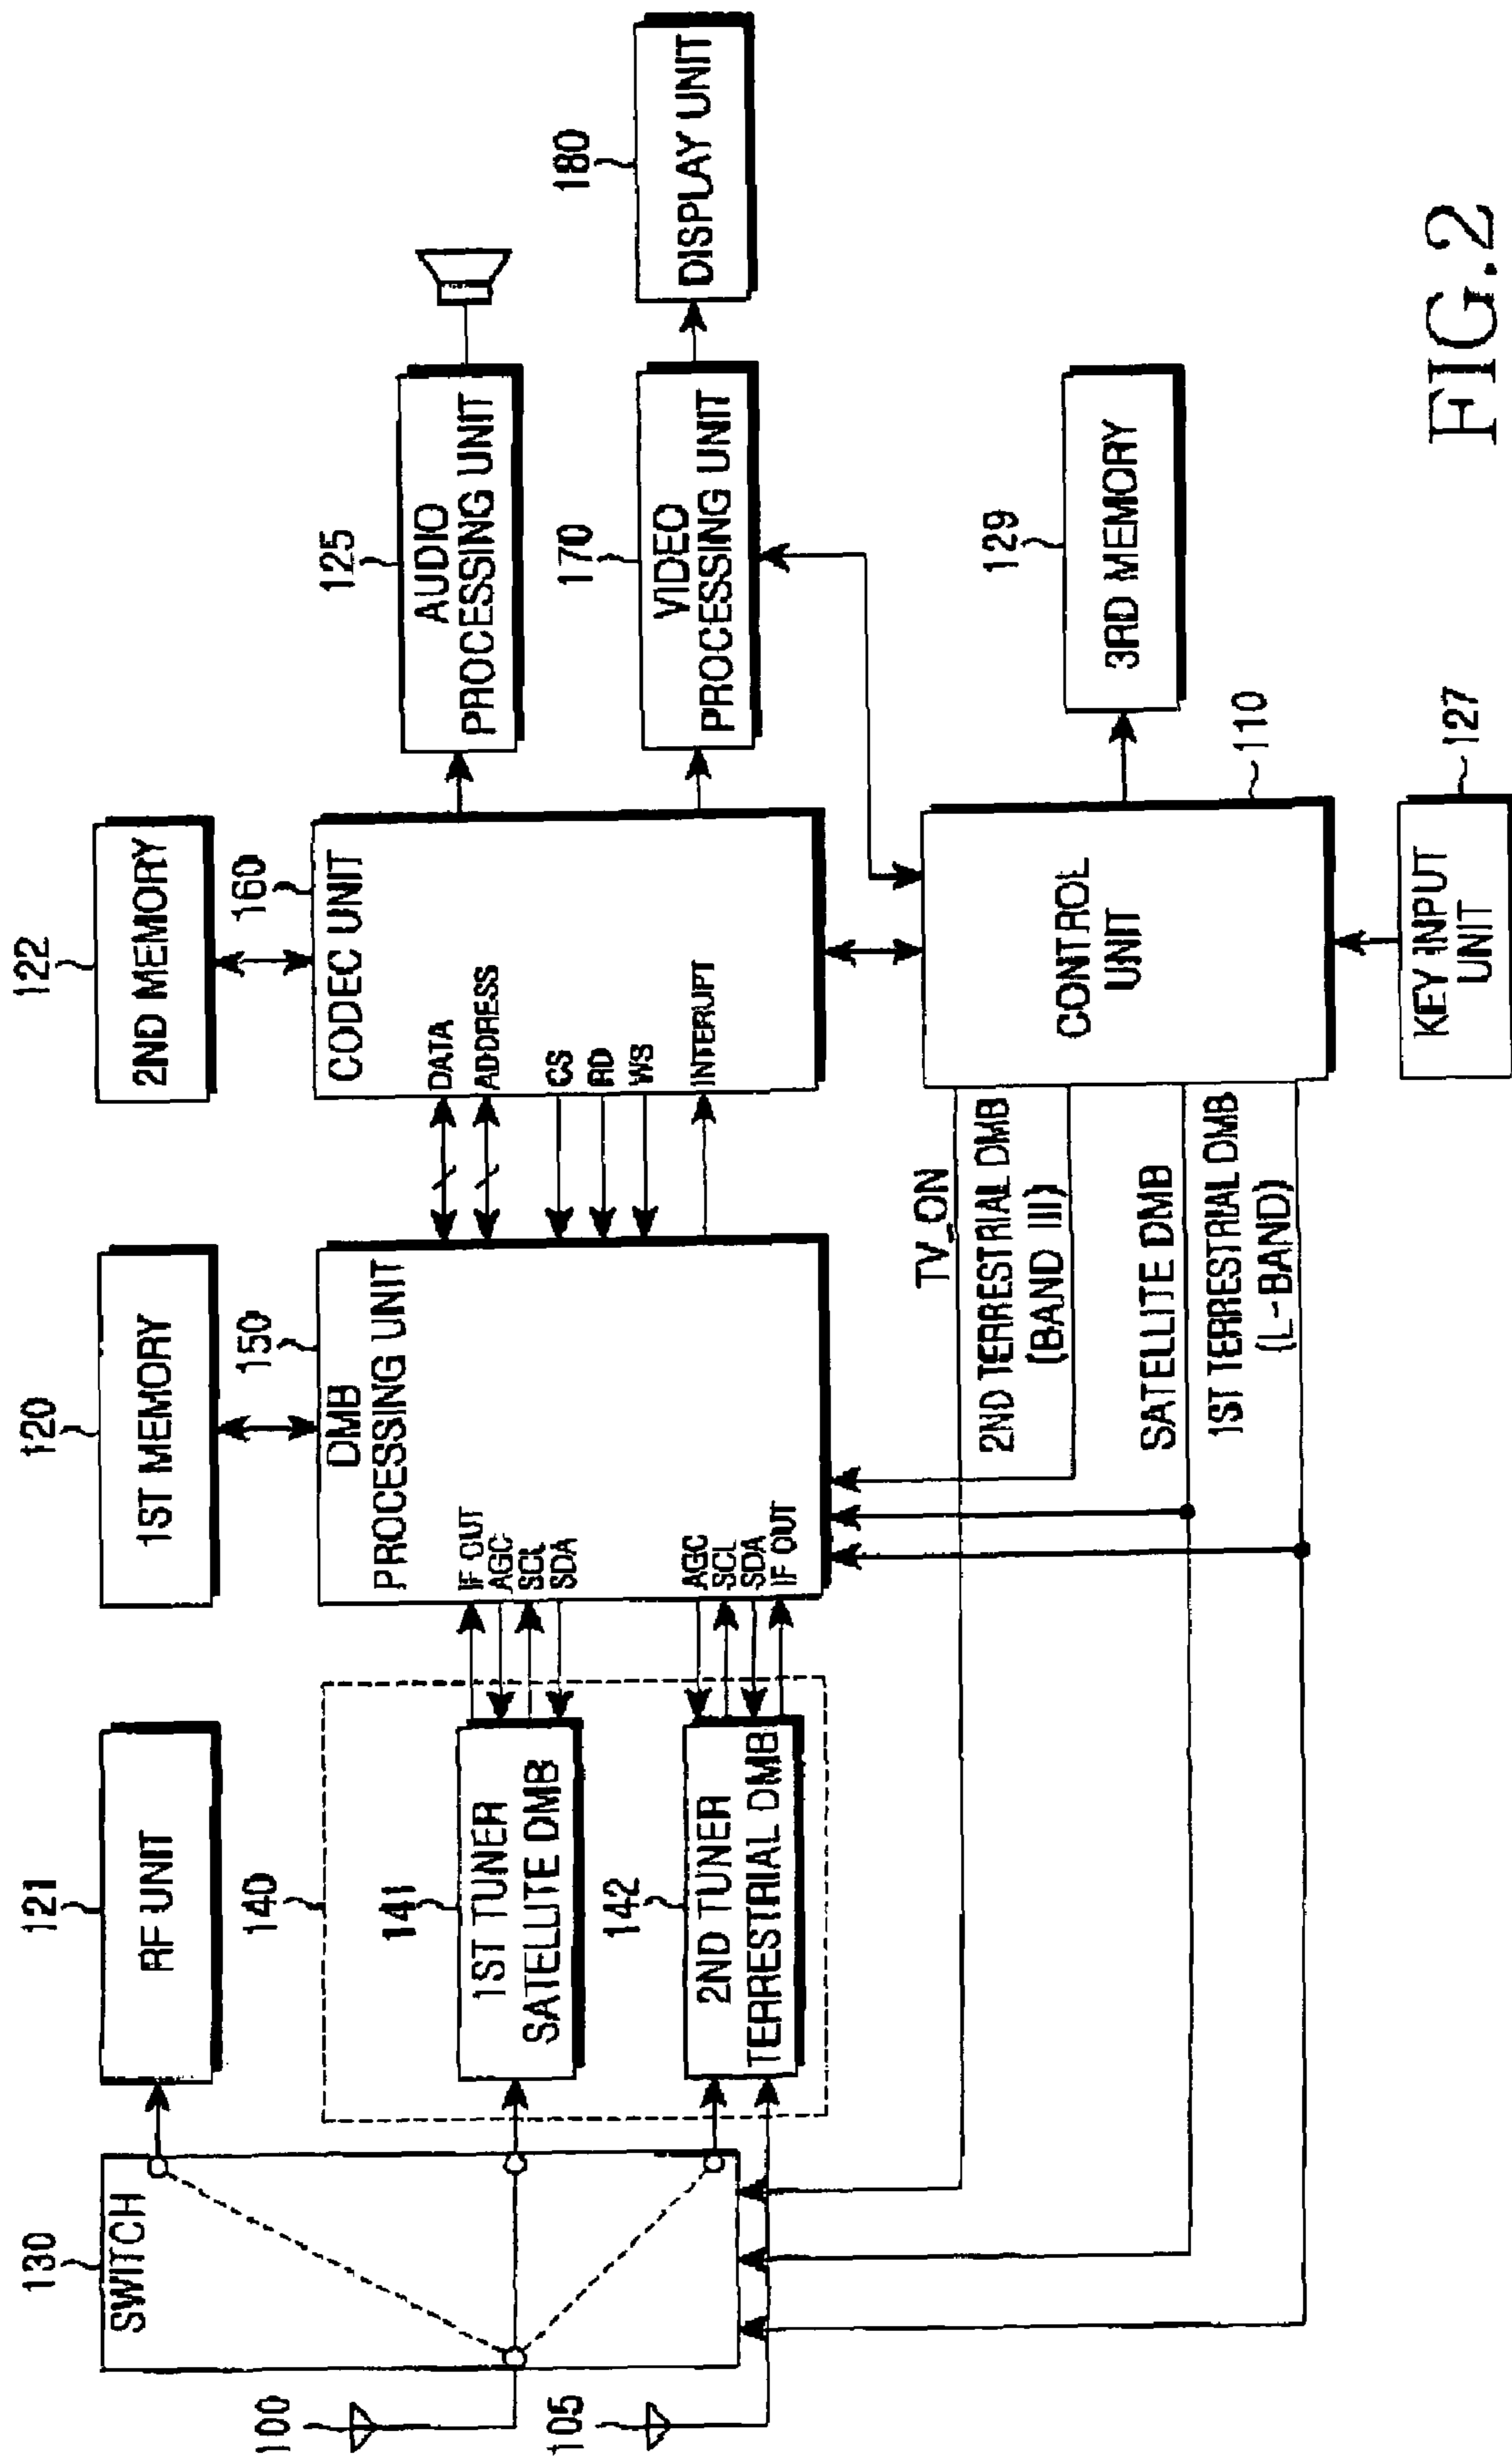 130
SWITCH
100
105
121
RF UNIT
140
141
1ST TUNER
SATELLITE DMB
142
2ND TUNER
TERRESTRIAL DMB
120
1ST MEMORY
150
DMB
PROCESSING UNIT
IF OUT
AGC
SCL
SDA
AGC
SCL
SDA
IF OUT
122
2ND MEMORY
160
CODEC UNIT
DATA
ADDRESS
CS
RD
WS
INTERUPT
125
AUDIO
PROCESSING UNIT
170
VIDEO
PROCESSING UNIT
180
DISPLAY UNIT
TV_ON
2ND TERRESTRIAL DMB
(BAND III)
SATELLITE DMB
1ST TERRESTRIAL DMB
(L-BAND)
CONTROL
UNIT
110
129
3RD MEMORY
KEY INPUT
UNIT
127
FIG.2